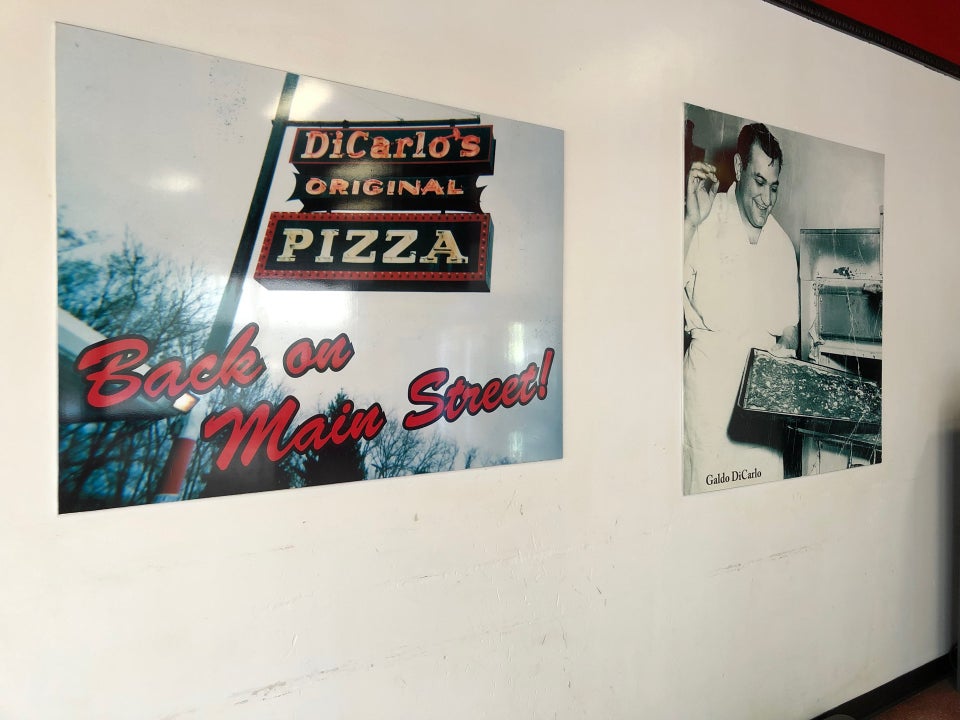 DiCarlo's
ORIGINAL
PIZZA
Back on
Main Street!
Galdo DiCarlo